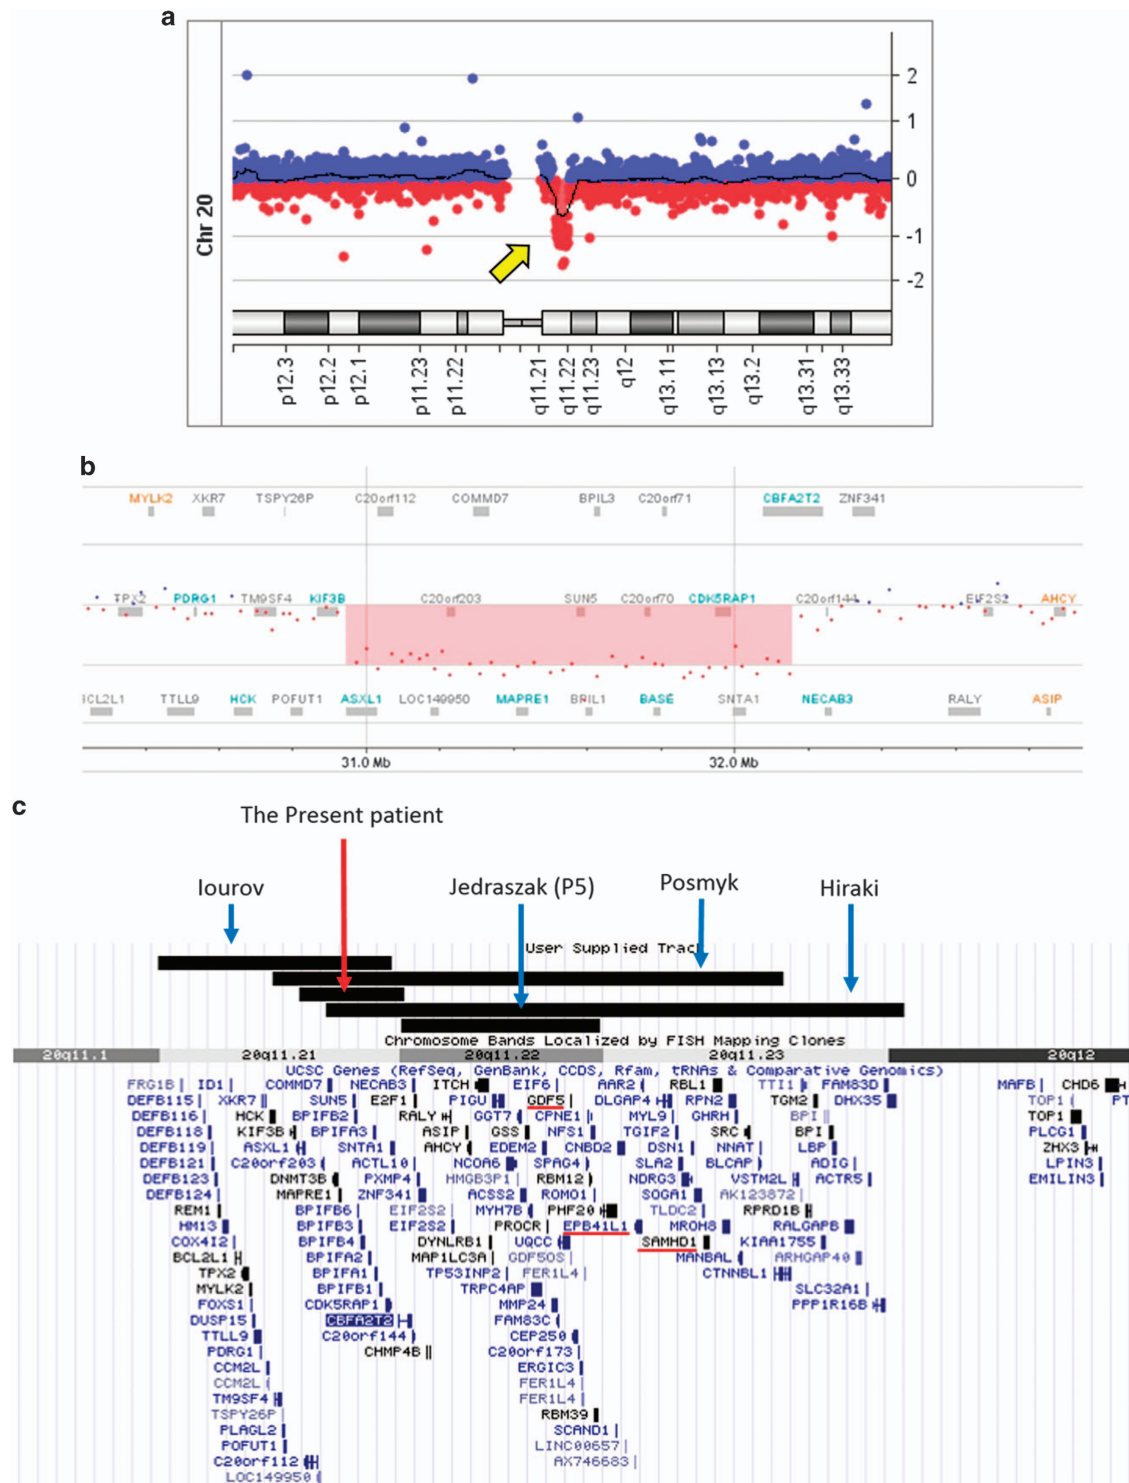 a
Chr 20
2
1
0
-1
-2
p12.3 p12.2 p12.1 p11.23 p11.22 q11.21 q11.22 q11.23 q12 q13.11 q13.13 q13.2 q13.31 q13.33
b
MYLK2 XKR7 TSPY26P C20orf112 COMMD7 BPIL3 C20orf71 CBFA2T2 ZNF341
TPX2 PDRG1 TM9SF4 KIF3B C20orf203 SUN5 C20orf70 CDK5RAP1 C20orf144 EIF2S2 AHCY
BCL2L1 TTLL9 HCK POFUT1 ASXL1 LOC149950 MAPRE1 BPIL1 BASE SNTA1 NECAB3 RALY ASIP
31.0 Mb 32.0 Mb
c
The Present patient
Iourov Jedraszak (P5) Posmyk Hiraki
User Supplied Track
Chromosome Bands Localized by FISH Mapping Clones
20q11.1 20q11.21 20q11.22 20q11.23 20q12
UCSC Genes (RefSeq, GenBank, CCDS, Rfam, tRNAs & Comparative Genomics)
FRG1B ID1 COMMD7 NECAB3 ITCH EIF6 AAR2 RBL1 TTI1 FAM83D MAFB CHD6
DEFB115 XKR7 SUN5 E2F1 PIGU GDF5 DLGAP4 RPN2 TGM2 DHX35 TOP1 PT
DEFB116 HCK BPIFB2 RALY GGT7 CPNE1 MYL9 GHRH BPI TOP1
DEFB118 KIF3B BPIFA3 ASIP GSS NFS1 TGIF2 SRC BPI PLCG1
DEFB119 ASXL1 SNTA1 AHCY EDEM2 CNBD2 DSN1 NNAT LBP ZHX3
DEFB121 C20orf203 ACTL10 NCOA6 SPAG4 SLA2 BLCAP ADIG LPIN3
DEFB123 DNMT3B PXMP4 HMGB3P1 RBM12 NDRG3 VSTM2L ACTR5 EMILIN3
DEFB124 MAPRE1 ZNF341 ACSS2 ROMO1 SOGA1 AK123872
REM1 BPIFB6 EIF2S2 MYH7B PHF20 TLDC2 RPRD1B
HM13 BPIFB3 EIF2S2 PROCR EPB41L1 MROH8 RALGAPB
COX4I2 BPIFB4 DYNLRB1 UQCC SAMHD1 KIAA1755
BCL2L1 BPIFA2 MAP1LC3A GDF5OS MANBAL ARHGAP40
TPX2 BPIFA1 TP53INP2 FER1L4 CTNNBL1
MYLK2 BPIFB1 TRPC4AP SLC32A1
FOXS1 CDK5RAP1 MMP24 PPP1R16B
DUSP15 CBFA2T2 FAM83C
TTLL9 C20orf144 CEP250
PDRG1 CHMP4B C20orf173
CCM2L ERGIC3
CCM2L FER1L4
TM9SF4 FER1L4
TSPY26P RBM39
PLAGL2 SCAND1
POFUT1 LINC00657
C20orf112 AX746683
LOC149950